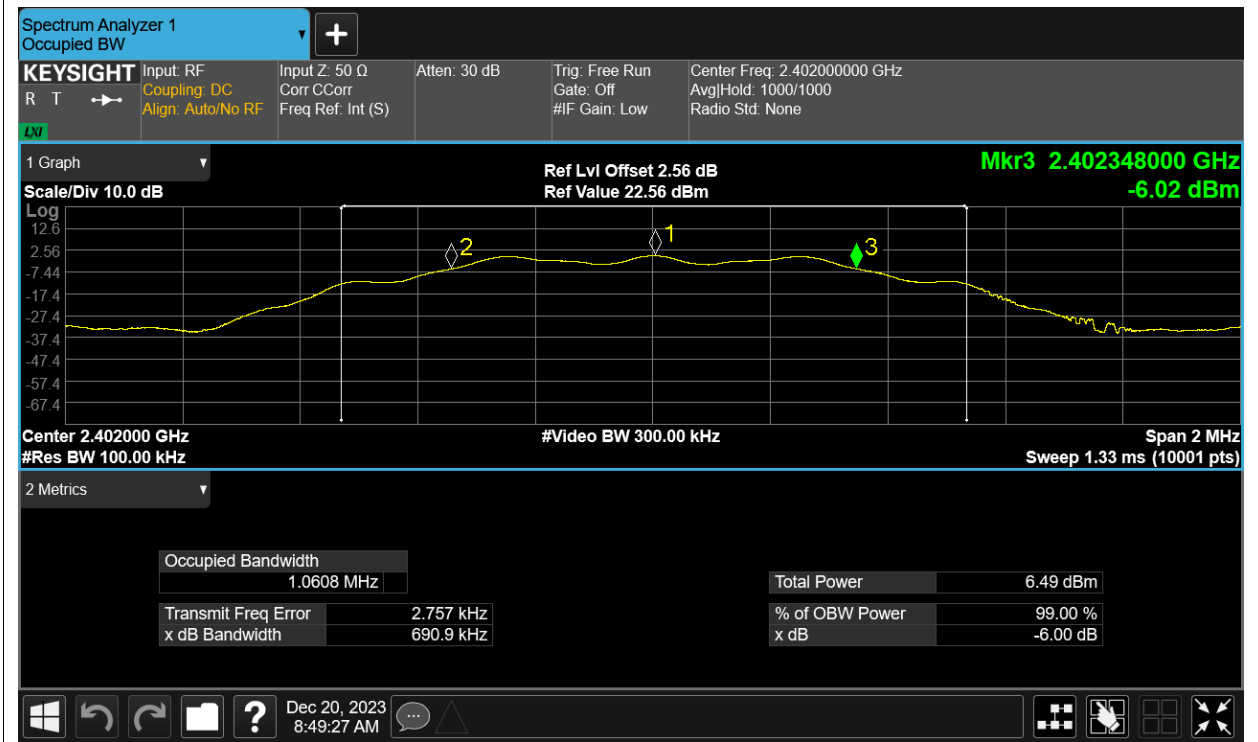 Spectrum Analyzer 1
Occupied BW
+
KEYSIGHT
R T
LXI
Input: RF
Coupling: DC
Align: Auto/No RF
Input Z: 50 Ω
Corr CCorr
Freq Ref: Int (S)
Atten: 30 dB
Trig: Free Run
Gate: Off
#IF Gain: Low
Center Freq: 2.402000000 GHz
Avg|Hold: 1000/1000
Radio Std: None
1 Graph
Scale/Div 10.0 dB
Ref Lvl Offset 2.56 dB
Ref Value 22.56 dBm
Mkr3 2.402348000 GHz
-6.02 dBm
Log
12.6
2.56
-7.44
-17.4
-27.4
-37.4
-47.4
-57.4
-67.4
2
1
3
Center 2.402000 GHz
#Video BW 300.00 kHz
Span 2 MHz
#Res BW 100.00 kHz
Sweep 1.33 ms (10001 pts)
2 Metrics
Occupied Bandwidth
1.0608 MHz
Total Power 6.49 dBm
Transmit Freq Error 2.757 kHz
% of OBW Power 99.00 %
x dB Bandwidth 690.9 kHz
x dB -6.00 dB
?
Dec 20, 2023
8:49:27 AM